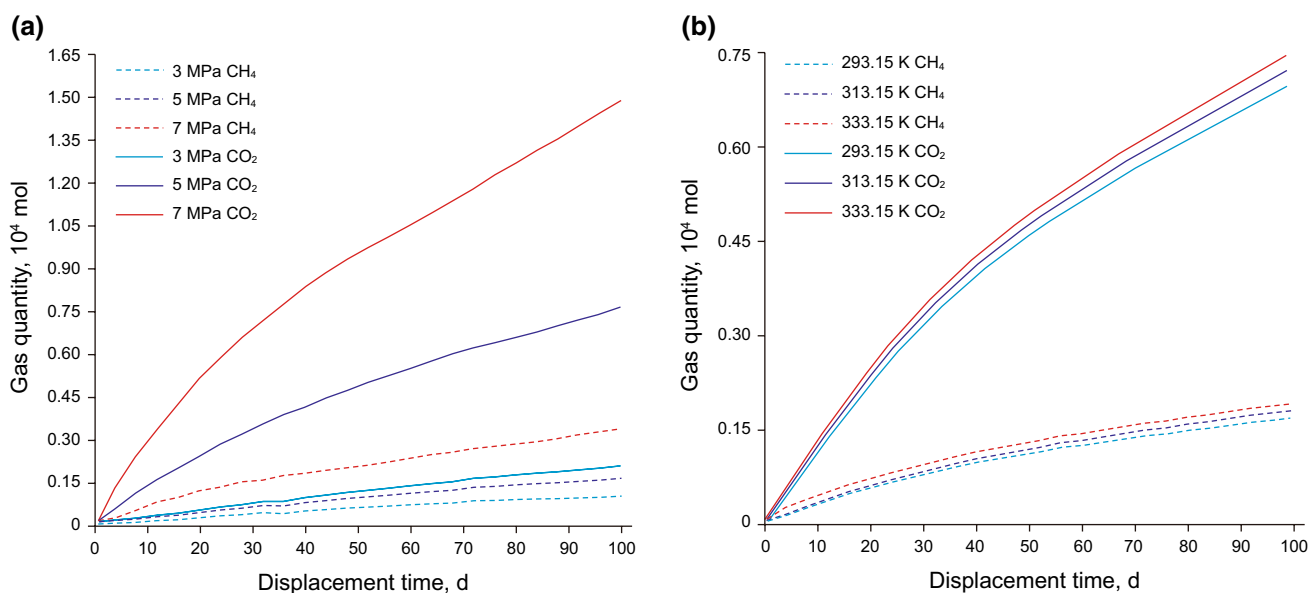 (a)
1.65
1.50
1.35
1.20
1.05
0.90
0.75
0.60
0.45
0.30
0.15
0
Gas quantity, 10⁴ mol
3 MPa CH₄
5 MPa CH₄
7 MPa CH₄
3 MPa CO₂
5 MPa CO₂
7 MPa CO₂
0 10 20 30 40 50 60 70 80 90 100
Displacement time, d
(b)
0.75
0.60
0.45
0.30
0.15
0
Gas quantity, 10⁴ mol
293.15 K CH₄
313.15 K CH₄
333.15 K CH₄
293.15 K CO₂
313.15 K CO₂
333.15 K CO₂
0 10 20 30 40 50 60 70 80 90 100
Displacement time, d